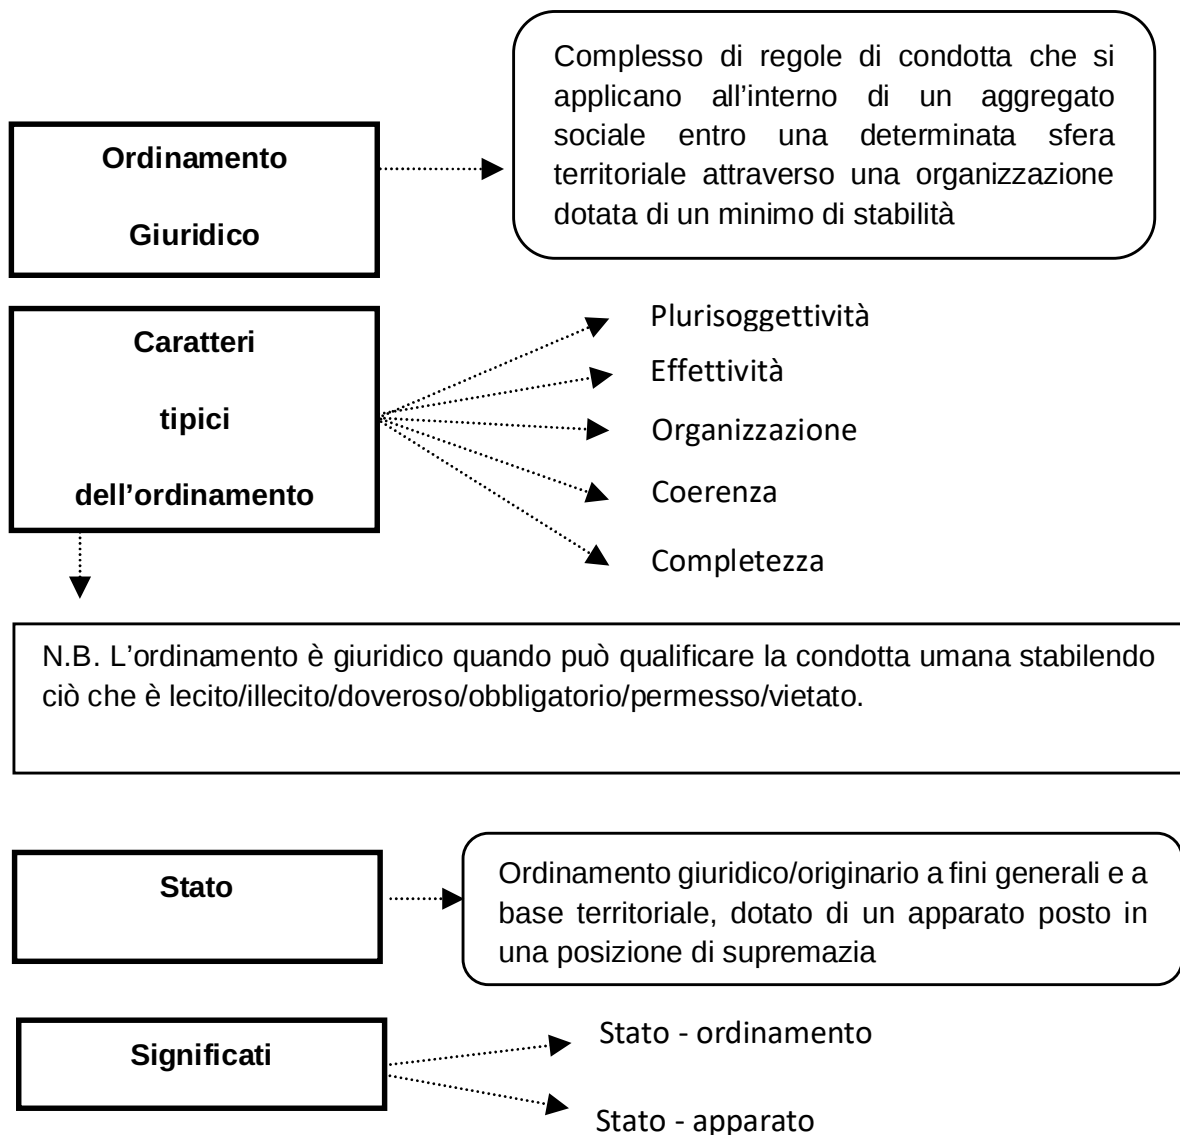 Ordinamento
Giuridico
Complesso di regole di condotta che si
applicano all’interno di un aggregato
sociale entro una determinata sfera
territoriale attraverso una organizzazione
dotata di un minimo di stabilità
Caratteri
tipici
dell’ordinamento
Plurisoggettività
Effettività
Organizzazione
Coerenza
Completezza
N.B. L’ordinamento è giuridico quando può qualificare la condotta umana stabilendo
ciò che è lecito/illecito/doveroso/obbligatorio/permesso/vietato.
Stato
Ordinamento giuridico/originario a fini generali e a
base territoriale, dotato di un apparato posto in
una posizione di supremazia
Significati
Stato - ordinamento
Stato - apparato